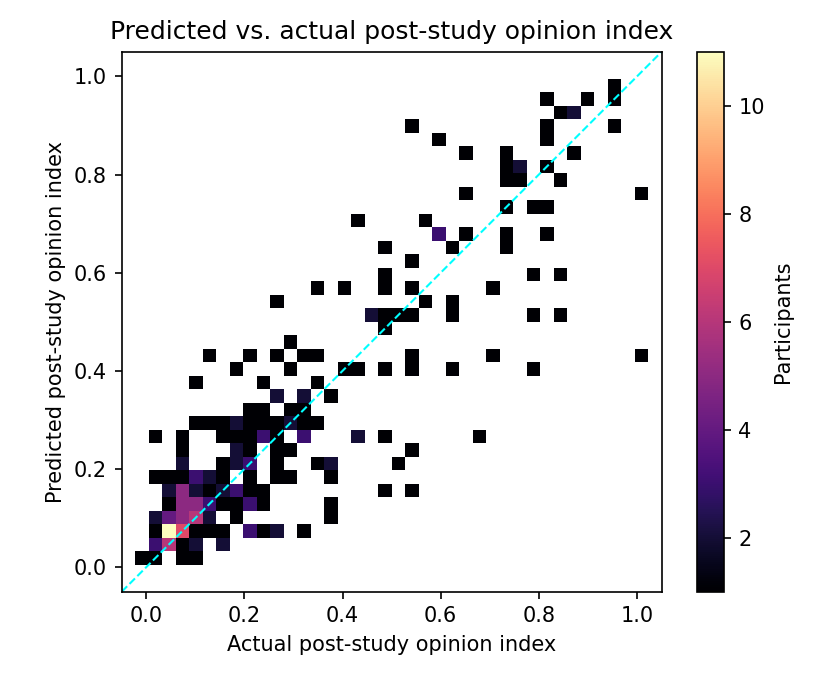 Predicted vs. actual post-study opinion index
1.0
0.8
0.6
0.4
0.2
0.0
Predicted post-study opinion index
0.0 0.2 0.4 0.6 0.8 1.0
Actual post-study opinion index
10
8
6
4
2
Participants